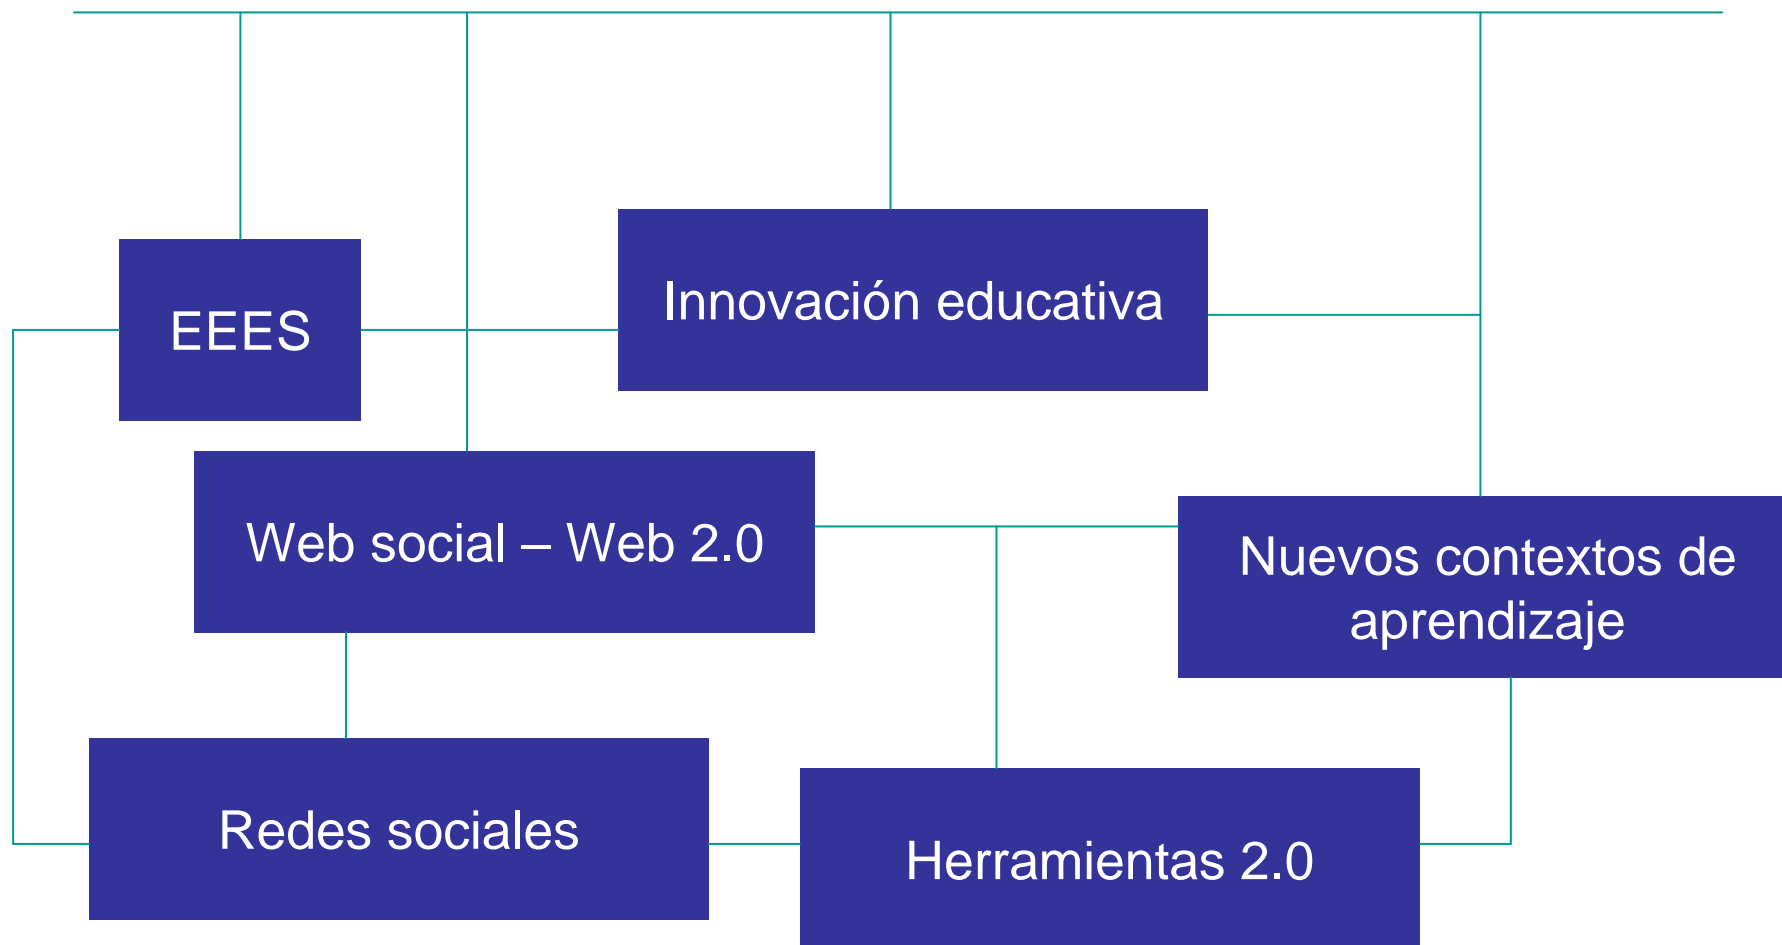 EEES
Innovación educativa
Web social – Web 2.0
Nuevos contextos de
aprendizaje
Redes sociales
Herramientas 2.0